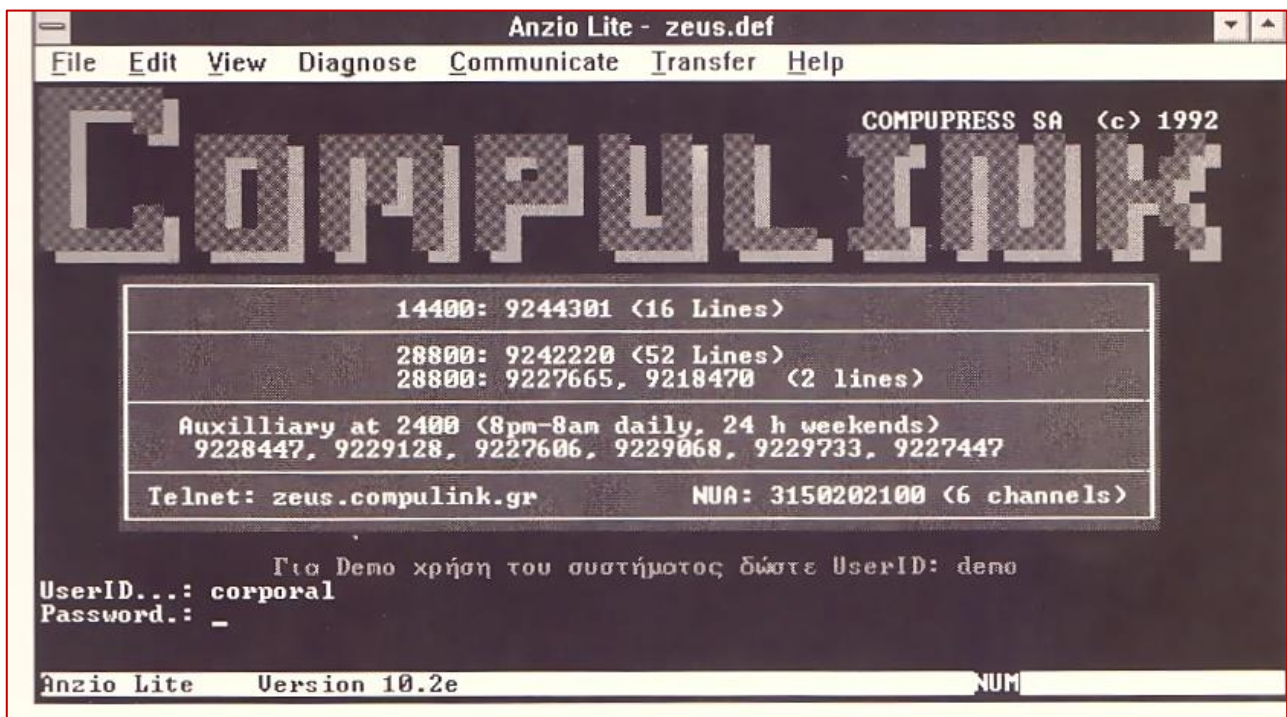 Anzio Lite - zeus.def
File Edit View Diagnose Communicate Transfer Help
COMPUPRESS SA (c) 1992
COMPULINK
14400: 9244301 (16 Lines)
28800: 9242220 (52 Lines)
28800: 9227665, 9218470 (2 lines)
Auxilliary at 2400 (8pm-8am daily, 24 h weekends)
9228447, 9229128, 9227606, 9229068, 9229733, 9227447
Telnet: zeus.compulink.gr NUA: 3150202100 (6 channels)
Για Demo χρήση του συστήματος δώστε UserID: demo
UserID...: corporal
Password.: _
Anzio Lite Version 10.2e NUM